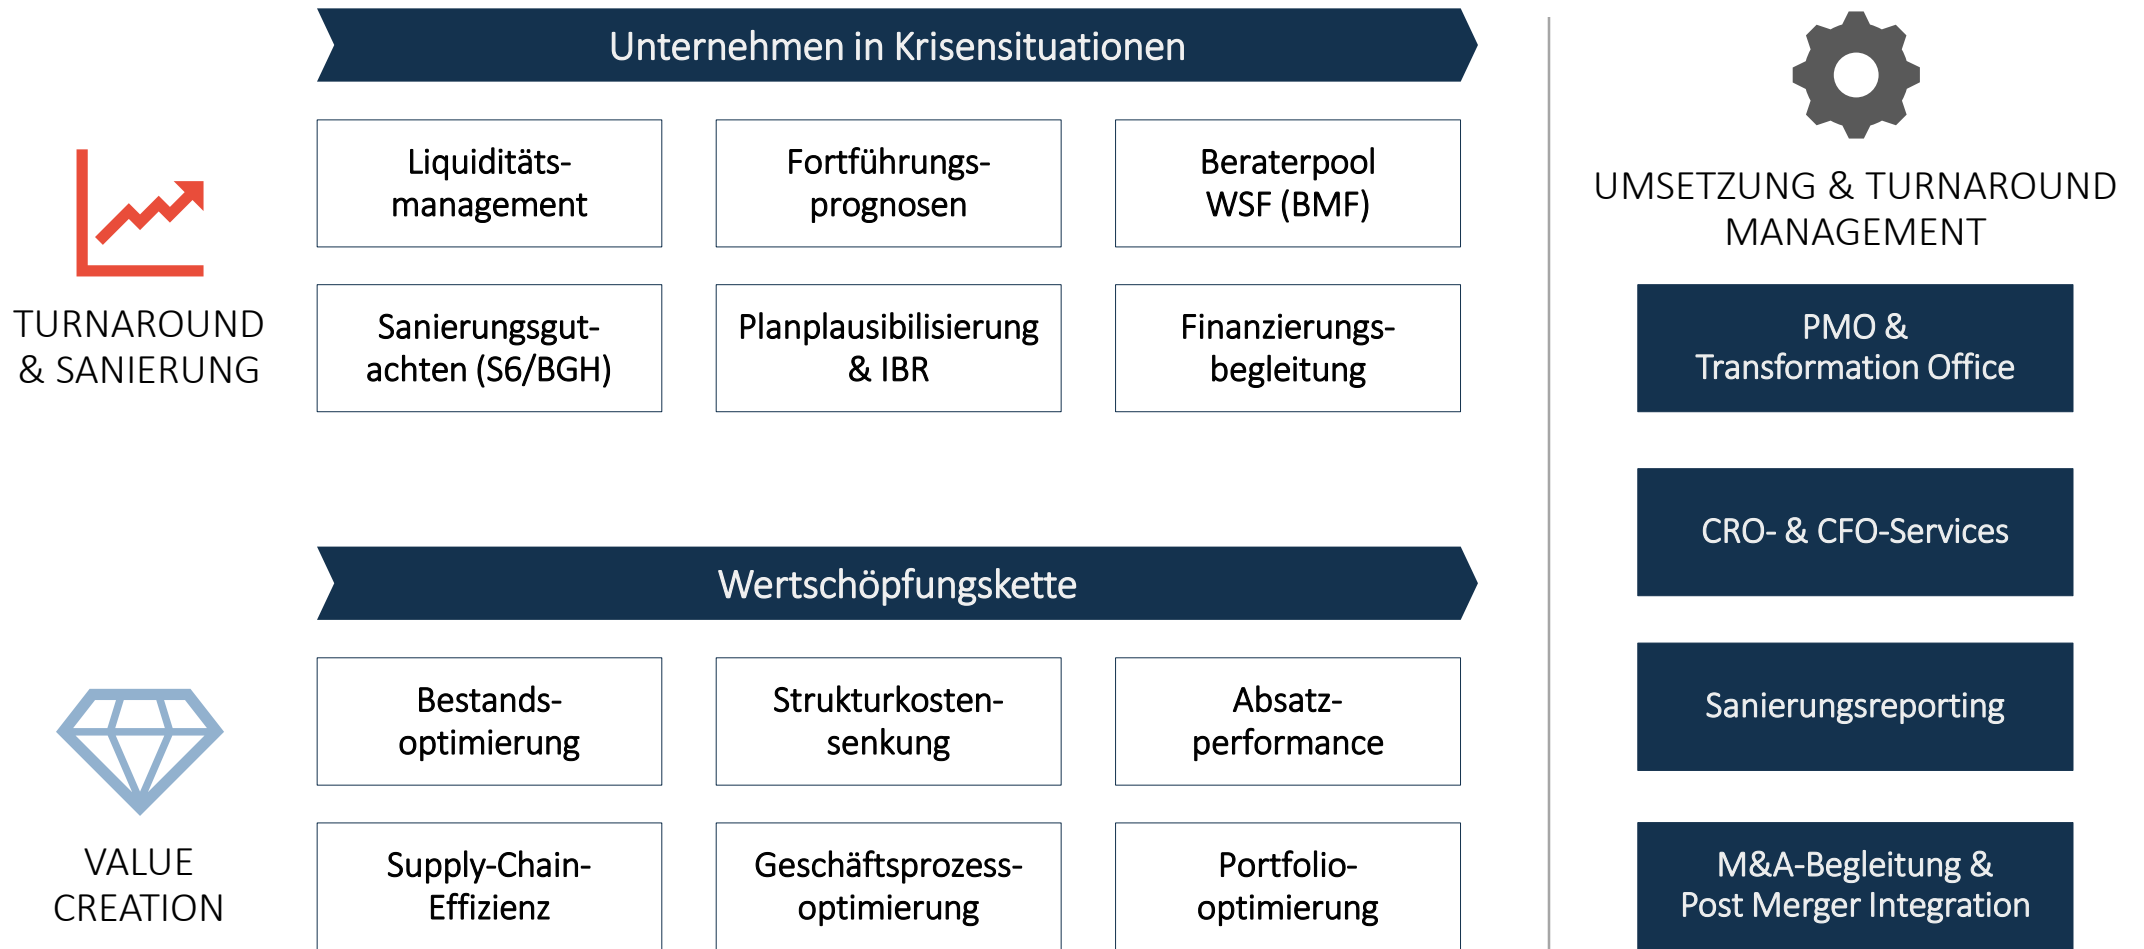 Unternehmen in Krisensituationen
TURNAROUND
& SANIERUNG
Liquiditäts-
management
Fortführungs-
prognosen
Beraterpool
WSF (BMF)
Sanierungsgut-
achten (S6/BGH)
Planplausibilisierung
& IBR
Finanzierungs-
begleitung
Wertschöpfungskette
VALUE
CREATION
Bestands-
optimierung
Strukturkosten-
senkung
Absatz-
performance
Supply-Chain-
Effizienz
Geschäftsprozess-
optimierung
Portfolio-
optimierung
UMSETZUNG & TURNAROUND
MANAGEMENT
PMO &
Transformation Office
CRO- & CFO-Services
Sanierungsreporting
M&A-Begleitung &
Post Merger Integration